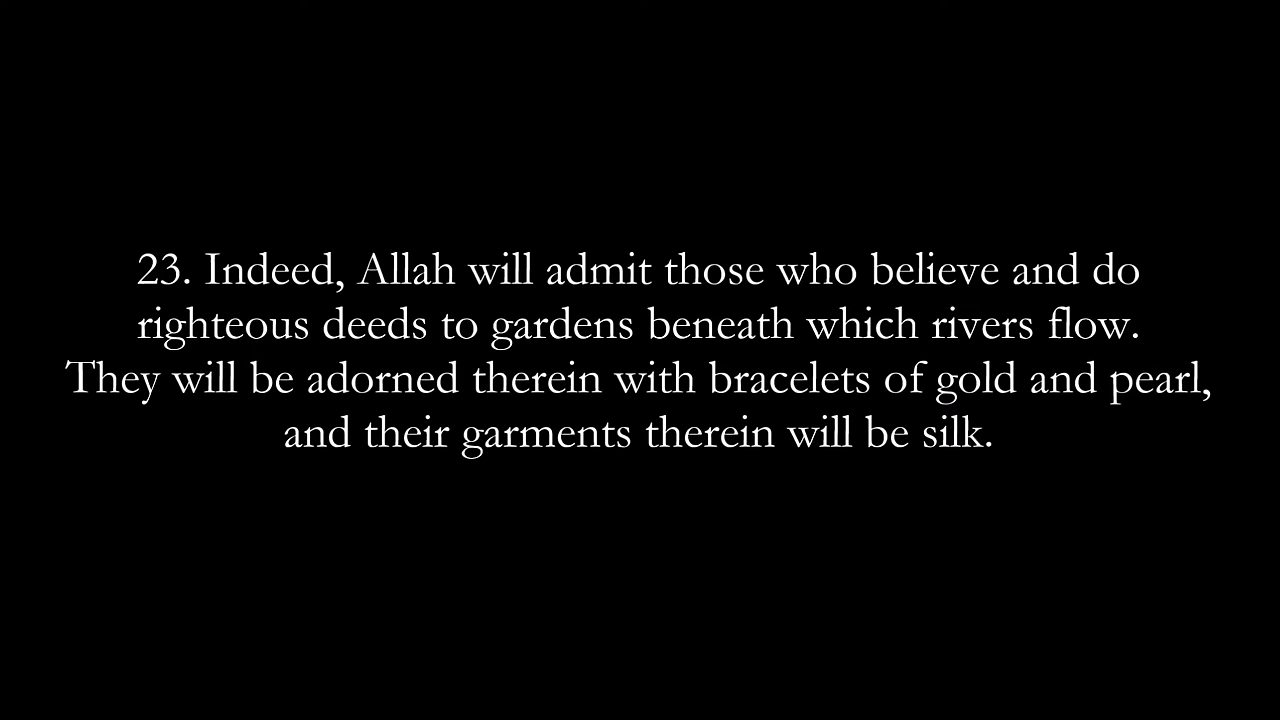 23. Indeed, Allah will admit those who believe and do
righteous deeds to gardens beneath which rivers flow.
They will be adorned therein with bracelets of gold and pearl,
and their garments therein will be silk.